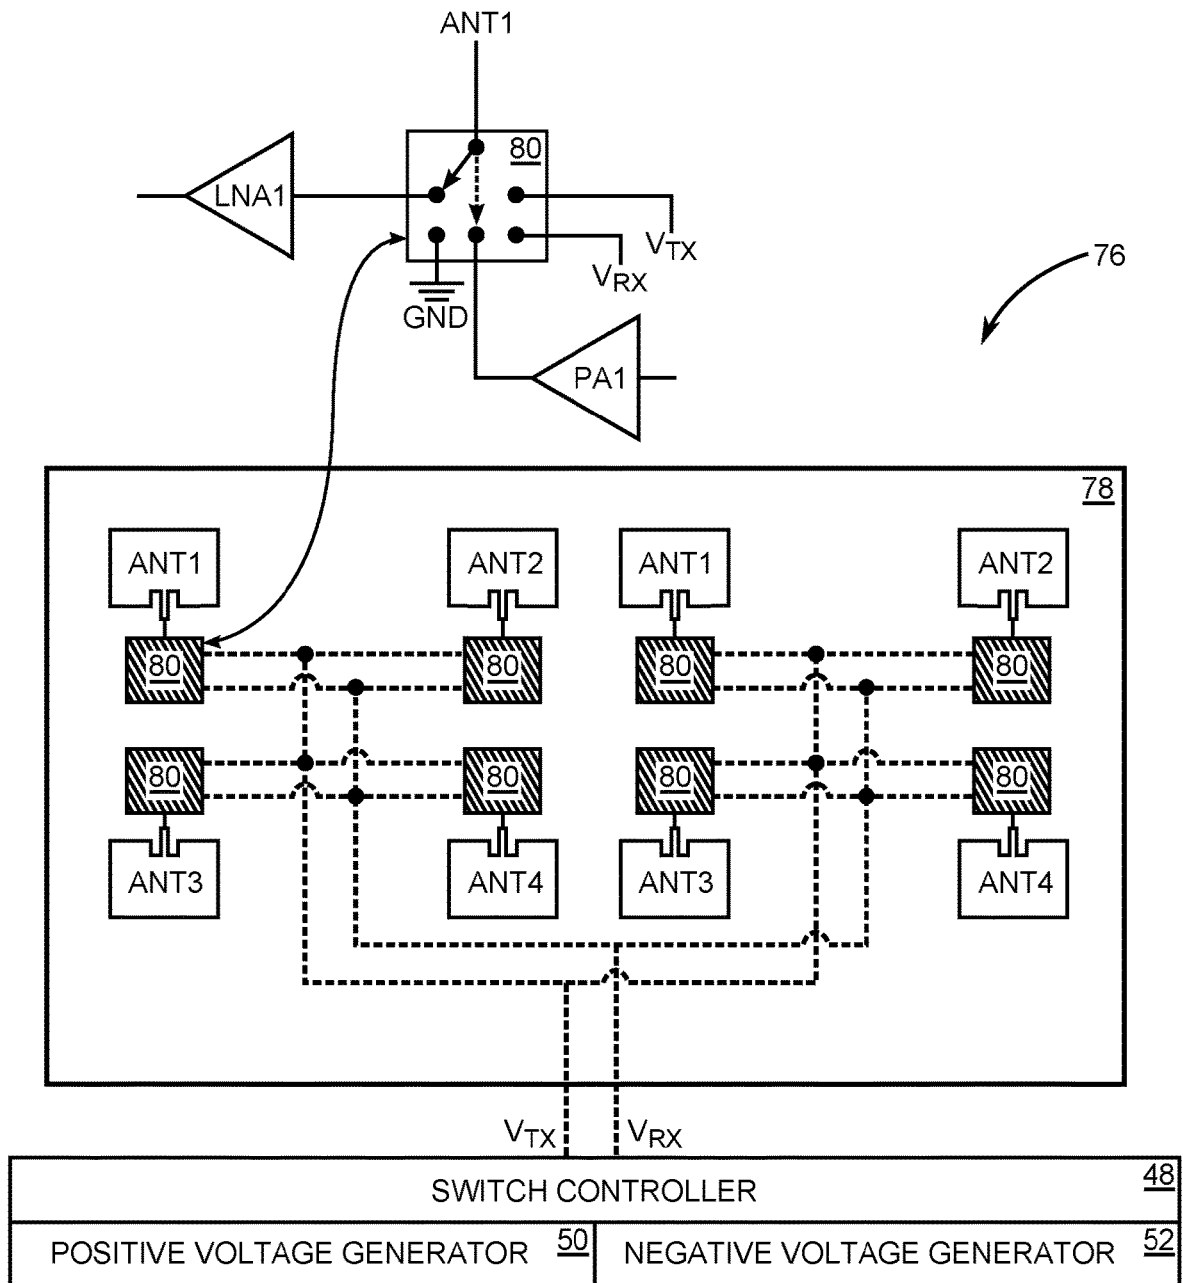 ANT1
80
LNA1
VTX
VRX
76
GND
PA1
78
ANT1 ANT2 ANT1 ANT2
80 80 80 80
80 80 80 80
ANT3 ANT4 ANT3 ANT4
VTX VRX
SWITCH CONTROLLER 48
POSITIVE VOLTAGE GENERATOR 50 NEGATIVE VOLTAGE GENERATOR 52